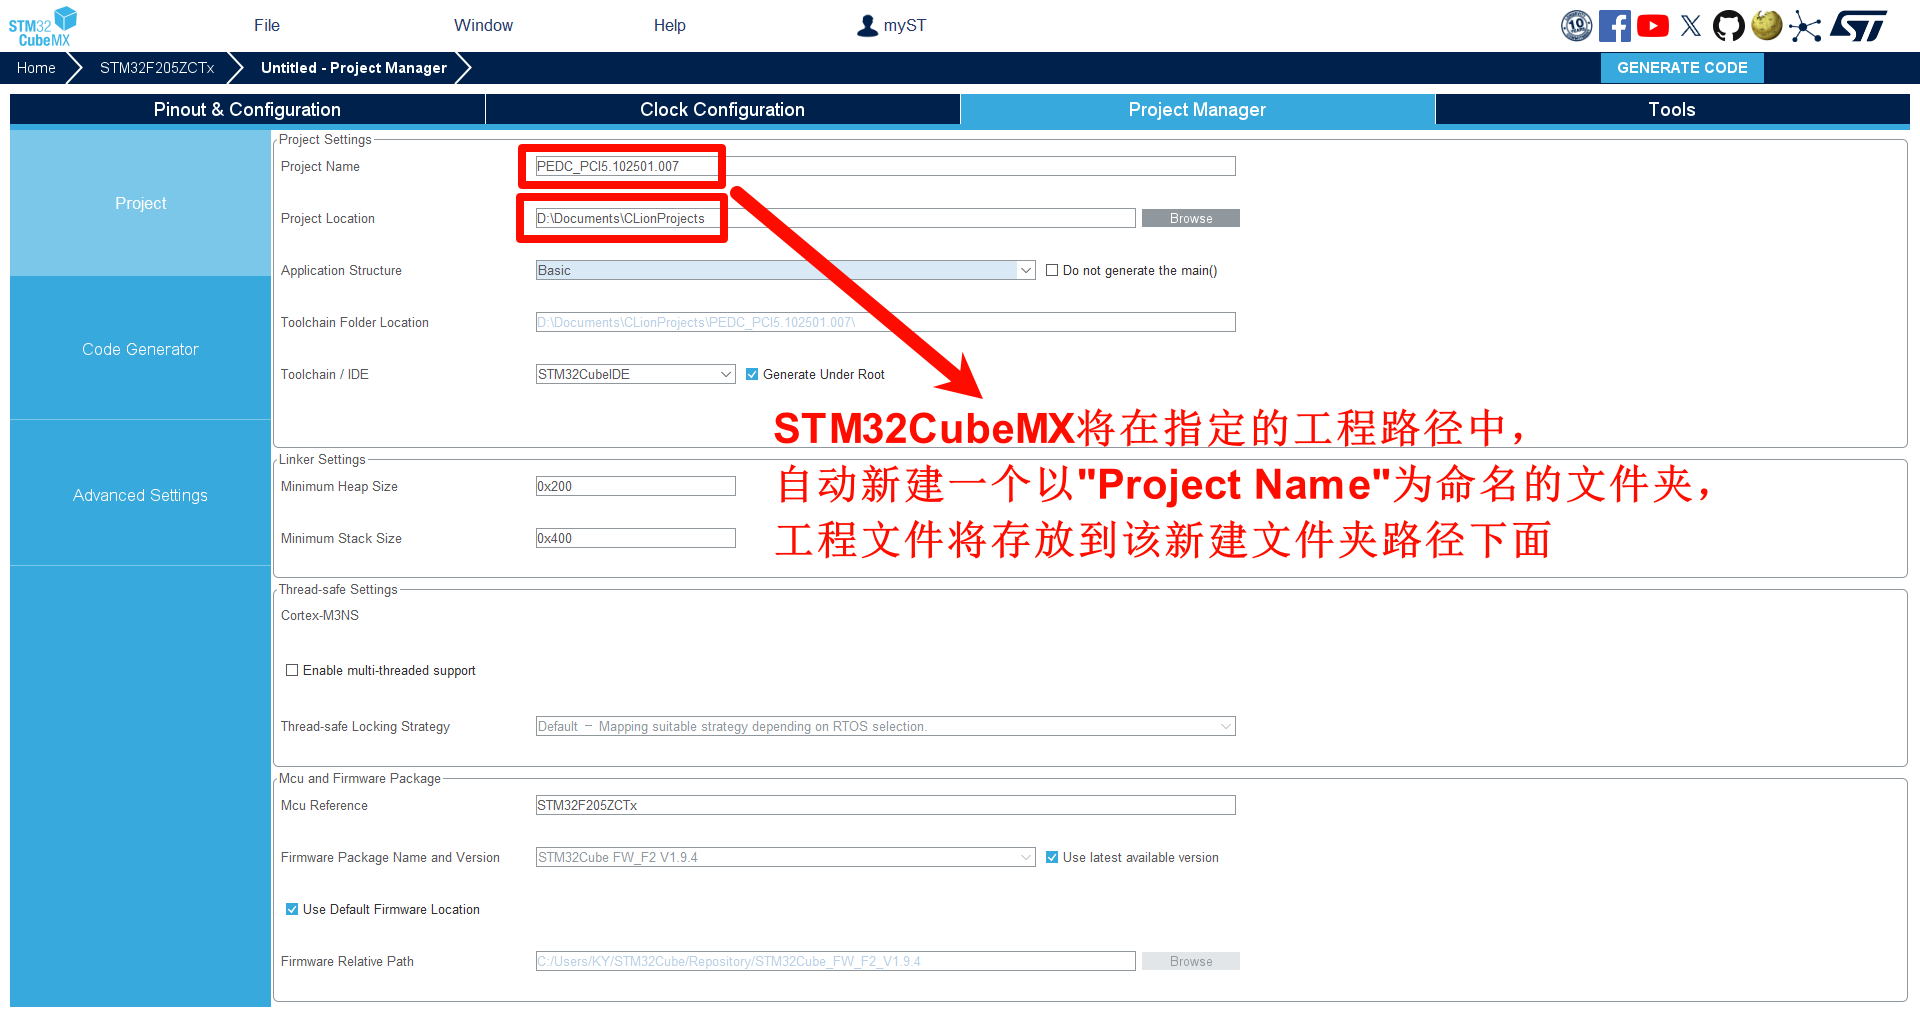 STM32
CubeMX
File
Window
Help
myST
10
Home
STM32F205ZCTx
Untitled - Project Manager
GENERATE CODE
Pinout & Configuration
Clock Configuration
Project Manager
Tools
Project
Code Generator
Advanced Settings
Project Settings
Project Name
PEDC_PCI5.102501.007
Project Location
D:\Documents\CLionProjects
Browse
Application Structure
Basic
Do not generate the main()
Toolchain Folder Location
D:\Documents\CLionProjects\PEDC_PCI5.102501.007\
Toolchain / IDE
STM32CubeIDE
Generate Under Root
STM32CubeMX将在指定的工程路径中，
自动新建一个以"Project Name"为命名的文件夹，
工程文件将存放到该新建文件夹路径下面
Linker Settings
Minimum Heap Size
0x200
Minimum Stack Size
0x400
Thread-safe Settings
Cortex-M3NS
Enable multi-threaded support
Thread-safe Locking Strategy
Default − Mapping suitable strategy depending on RTOS selection.
Mcu and Firmware Package
Mcu Reference
STM32F205ZCTx
Firmware Package Name and Version
STM32Cube FW_F2 V1.9.4
Use latest available version
Use Default Firmware Location
Firmware Relative Path
C:/Users/KY/STM32Cube/Repository/STM32Cube_FW_F2_V1.9.4
Browse